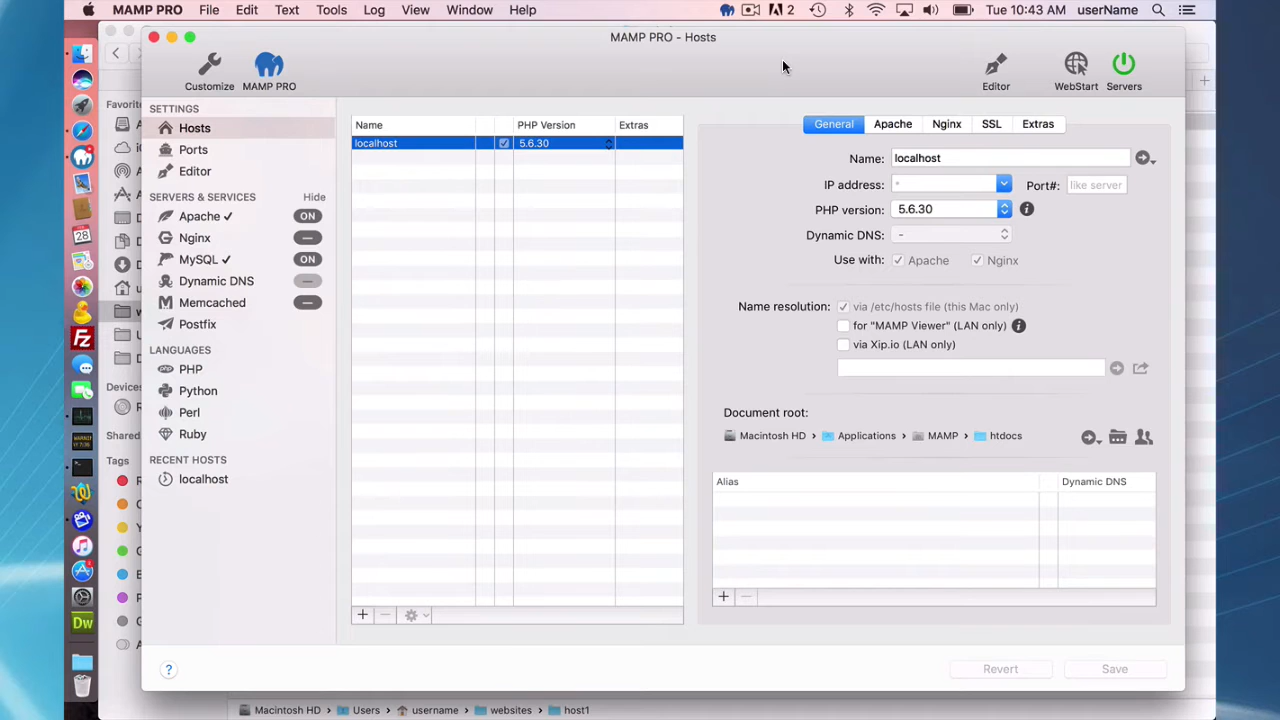 MAMP PRO File Edit Text Tools Log View Window Help 2 Tue 10:43 AM userName
MAMP PRO - Hosts
Customize MAMP PRO Editor WebStart Servers
Favorite
SETTINGS
Hosts
Ports
Editor
SERVERS & SERVICES Hide
Apache ON
Nginx
MySQL ON
Dynamic DNS
Memcached
Postfix
LANGUAGES
PHP
Python
Perl
Ruby
RECENT HOSTS
localhost
Devices
Shared
Tags
28
Fz
Dw
Name PHP Version Extras
localhost 5.6.30
General Apache Nginx SSL Extras
Name: localhost
IP address: * Port#: like server
PHP version: 5.6.30
Dynamic DNS: -
Use with: Apache Nginx
Name resolution: via /etc/hosts file (this Mac only)
for "MAMP Viewer" (LAN only)
via Xip.io (LAN only)
Document root:
Macintosh HD Applications MAMP htdocs
Alias Dynamic DNS
+ −
+ −
? Revert Save
Macintosh HD Users username websites host1